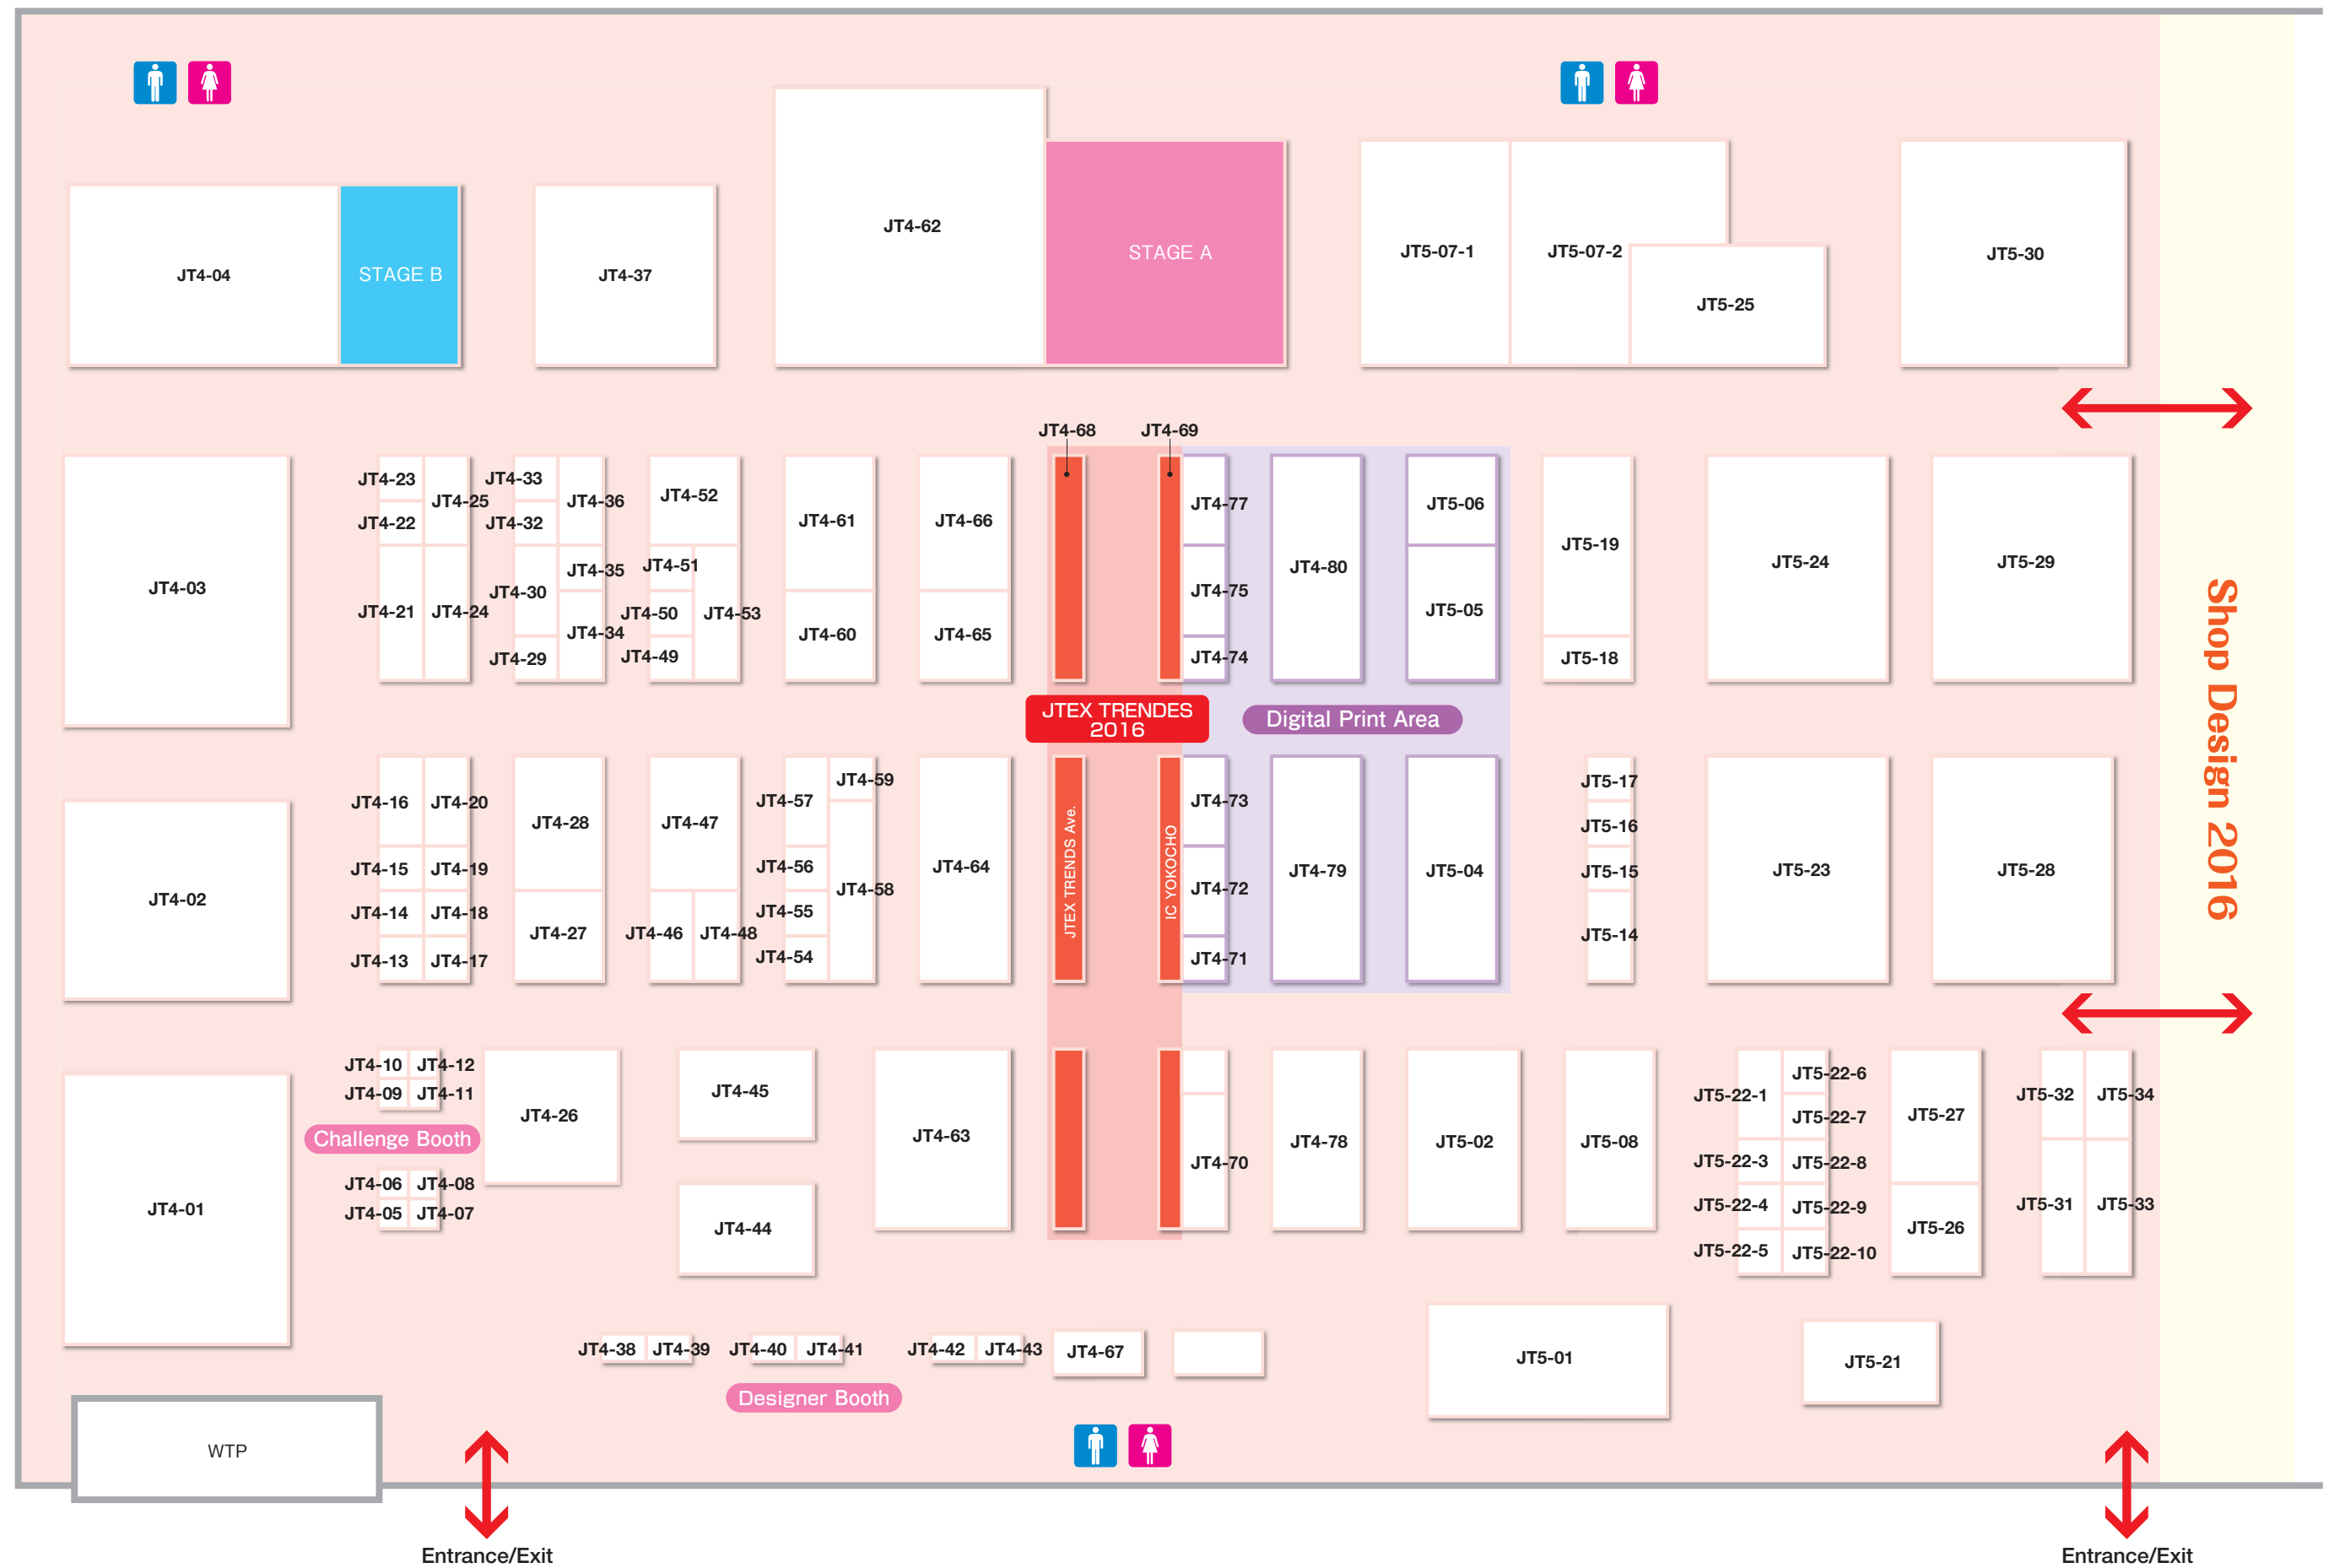 JT4-62
STAGE A
JT5-07-1
JT5-07-2
JT5-25
JT5-30
JT4-04
STAGE B
JT4-37
JT4-68
JT4-69
JT4-03
JT4-23
JT4-22
JT4-25
JT4-21
JT4-24
JT4-33
JT4-32
JT4-36
JT4-30
JT4-35
JT4-34
JT4-29
JT4-52
JT4-51
JT4-50
JT4-53
JT4-49
JT4-61
JT4-60
JT4-66
JT4-65
JT4-77
JT4-75
JT4-74
JT4-80
JT5-06
JT5-05
JT5-19
JT5-18
JT5-24
JT5-29
Shop Design 2016
JTEX TRENDES
2016
Digital Print Area
JT4-02
JT4-16
JT4-20
JT4-15
JT4-19
JT4-14
JT4-18
JT4-13
JT4-17
JT4-28
JT4-27
JT4-47
JT4-46
JT4-48
JT4-57
JT4-59
JT4-56
JT4-58
JT4-55
JT4-54
JT4-64
JTEX TRENDS Ave.
IC YOKOCHO
JT4-73
JT4-72
JT4-71
JT4-79
JT5-04
JT5-17
JT5-16
JT5-15
JT5-14
JT5-23
JT5-28
JT4-01
JT4-10
JT4-12
JT4-09
JT4-11
Challenge Booth
JT4-06
JT4-08
JT4-05
JT4-07
JT4-26
JT4-45
JT4-44
JT4-63
JT4-70
JT4-78
JT5-02
JT5-08
JT5-22-1
JT5-22-6
JT5-22-7
JT5-22-3
JT5-22-8
JT5-22-4
JT5-22-9
JT5-22-5
JT5-22-10
JT5-27
JT5-26
JT5-32
JT5-34
JT5-31
JT5-33
JT4-38
JT4-39
JT4-40
JT4-41
JT4-42
JT4-43
JT4-67
JT5-01
JT5-21
Designer Booth
WTP
Entrance/Exit
Entrance/Exit